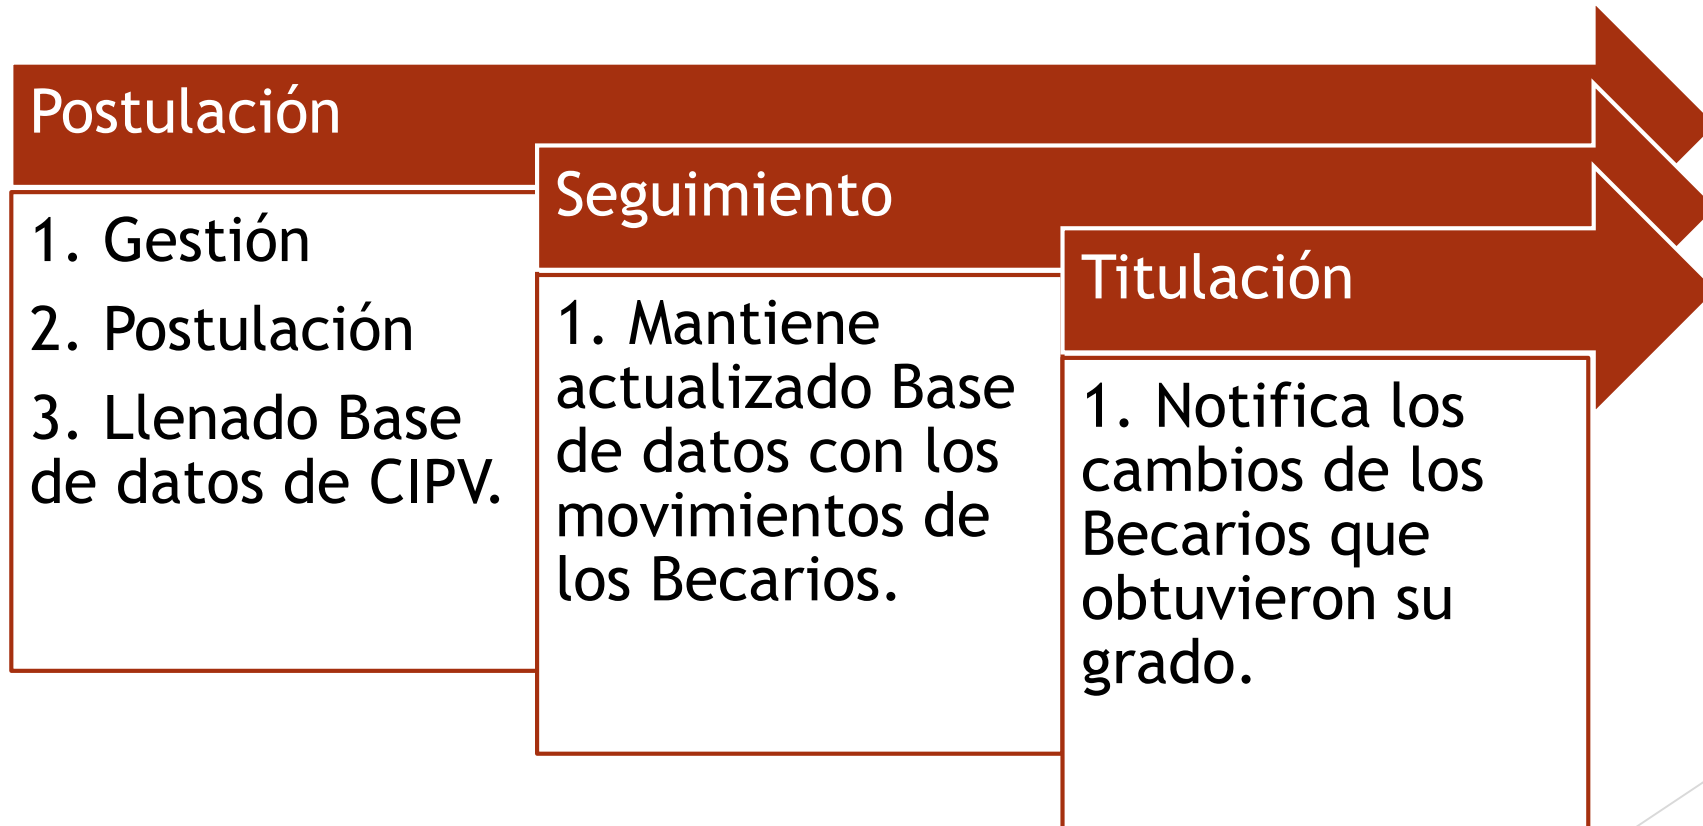 Postulación
1. Gestión
2. Postulación
3. Llenado Base
de datos de CIPV.
Seguimiento
1. Mantiene
actualizado Base
de datos con los
movimientos de
los Becarios.
Titulación
1. Notifica los
cambios de los
Becarios que
obtuvieron su
grado.